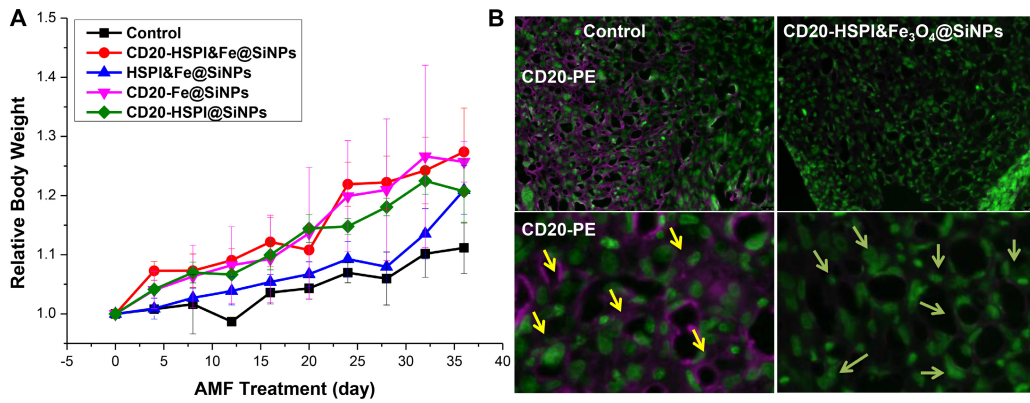 A
1.5
1.4
1.3
1.2
1.1
1.0
Relative Body Weight
Control
CD20-HSPI&Fe@SiNPs
HSPI&Fe@SiNPs
CD20-Fe@SiNPs
CD20-HSPI@SiNPs
-5 0 5 10 15 20 25 30 35 40
AMF Treatment (day)
B
Control
CD20-HSPI&Fe₃O₄@SiNPs
CD20-PE
CD20-PE